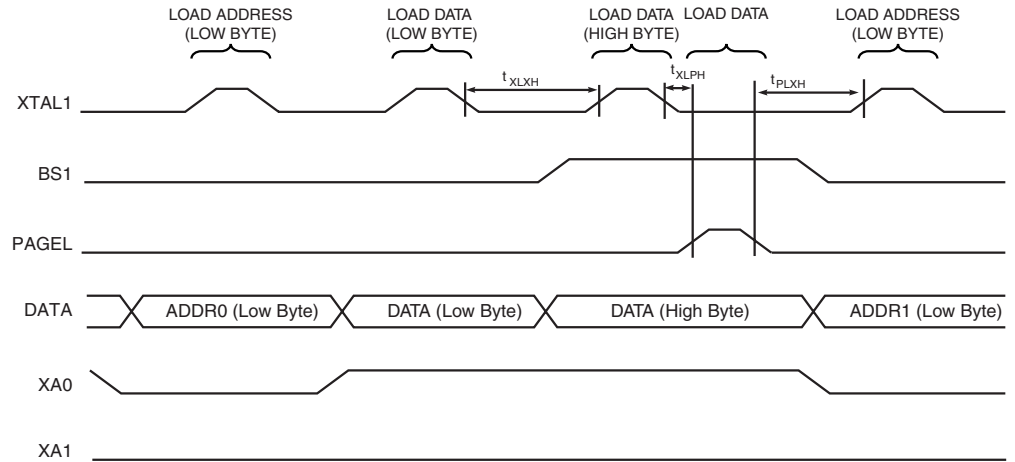 LOAD ADDRESS
(LOW BYTE)
LOAD DATA
(LOW BYTE)
LOAD DATA
(HIGH BYTE)
LOAD DATA
LOAD ADDRESS
(LOW BYTE)
XTAL1
tXLXH
tXLPH
tPLXH
BS1
PAGEL
DATA
ADDR0 (Low Byte)
DATA (Low Byte)
DATA (High Byte)
ADDR1 (Low Byte)
XA0
XA1